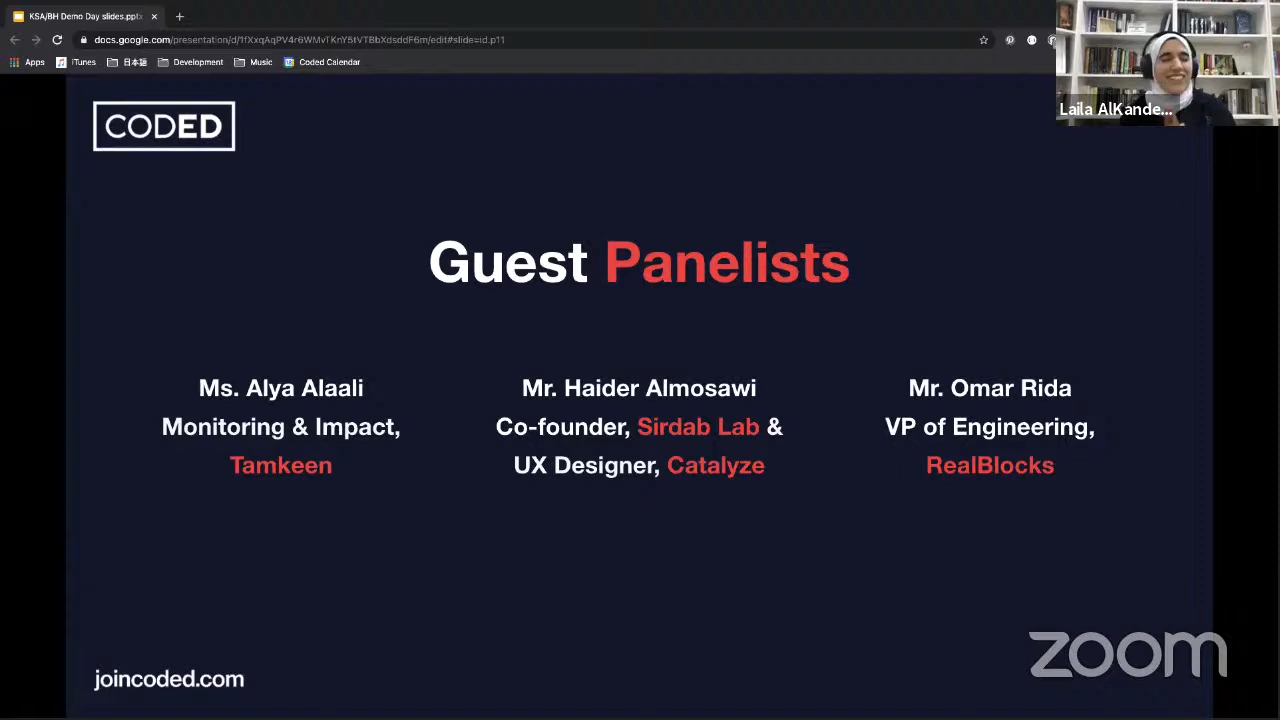 KSA/BH Demo Day slides.pptx
docs.google.com/presentation/d/
Apps
iTunes
日本語
Development
Music
Coded Calendar
Laila AlKande...
CODED
Guest Panelists
Ms. Alya Alaali
Monitoring & Impact,
Tamkeen
Mr. Haider Almosawi
Co-founder, Sirdab Lab &
UX Designer, Catalyze
Mr. Omar Rida
VP of Engineering,
RealBlocks
joincoded.com
zoom